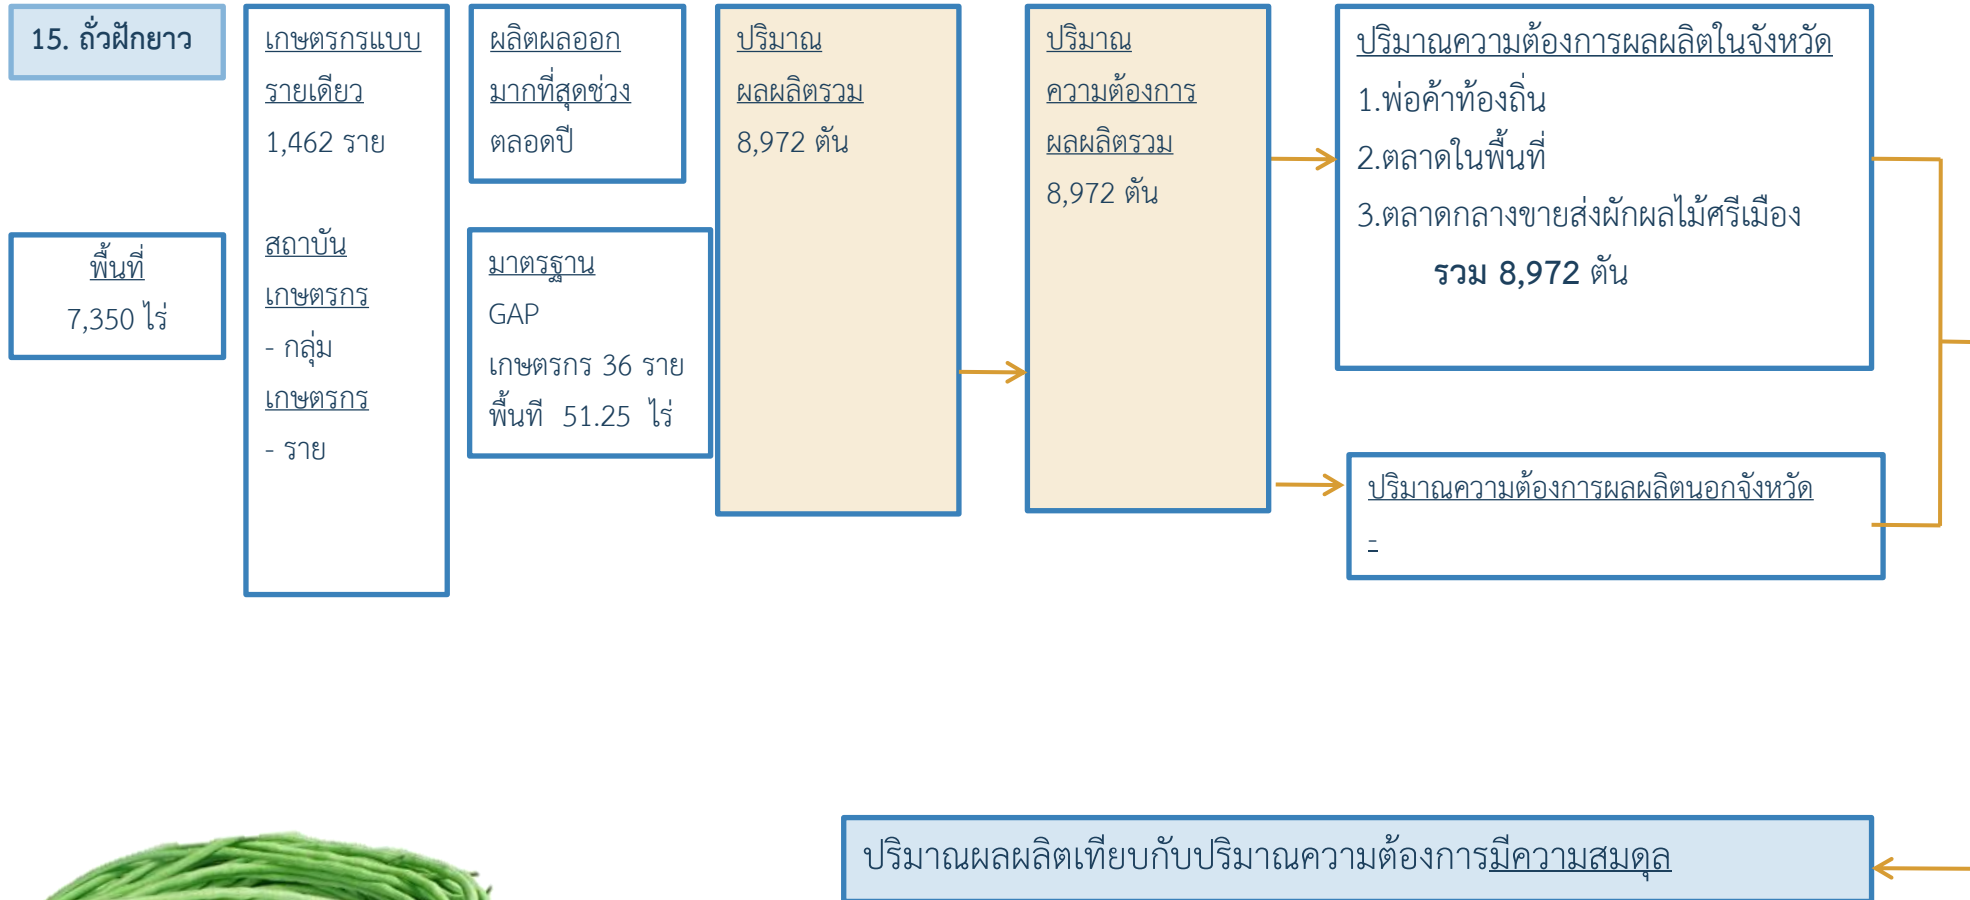 15. ถั่วฝักยาว
พื้นที่
7,350 ไร่
เกษตรกรแบบ
รายเดียว
1,462 ราย
สถาบัน
เกษตรกร
- กลุ่ม
เกษตรกร
- ราย
ผลิตผลออก
มากที่สุดช่วง
ตลอดปี
มาตรฐาน
GAP
เกษตรกร 36 ราย
พื้นที 51.25 ไร่
ปริมาณ
ผลผลิตรวม
8,972 ตัน
ปริมาณ
ความต้องการ
ผลผลิตรวม
8,972 ตัน
ปริมาณความต้องการผลผลิตในจังหวัด
1.พ่อค้าท้องถิ่น
2.ตลาดในพื้นที่
3.ตลาดกลางขายส่งผักผลไม้ศรีเมือง
รวม 8,972 ตัน
ปริมาณความต้องการผลผลิตนอกจังหวัด
-
ปริมาณผลผลิตเทียบกับปริมาณความต้องการมีความสมดุล